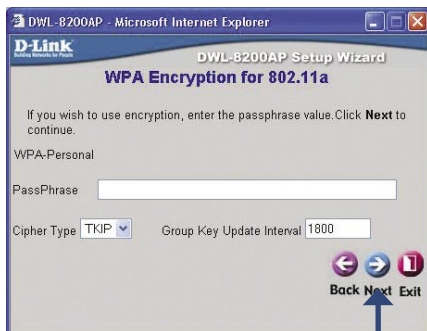 DWL-8200AP - Microsoft Internet Explorer
D-Link
Building Networks for People
DWL-8200AP Setup Wizard
WPA Encryption for 802.11a
If you wish to use encryption, enter the passphrase value.Click Next to
continue.
WPA-Personal
PassPhrase
Cipher Type TKIP Group Key Update Interval 1800
Back Next Exit